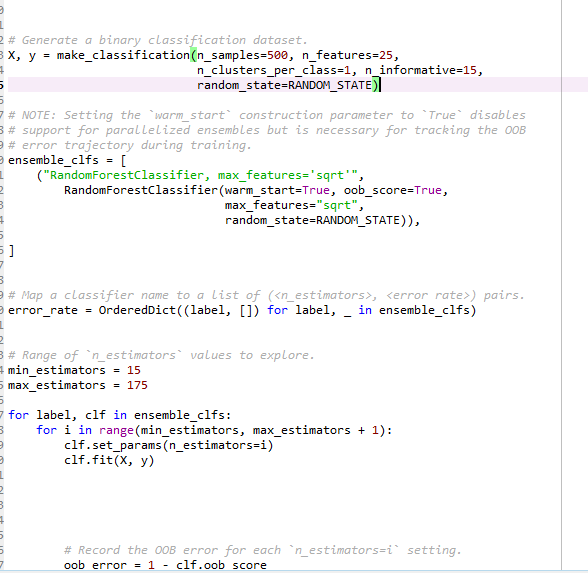 # Generate a binary classification dataset.
X, y = make_classification(n_samples=500, n_features=25,
                           n_clusters_per_class=1, n_informative=15,
                           random_state=RANDOM_STATE)
# NOTE: Setting the `warm_start` construction parameter to `True` disables
# support for parallelized ensembles but is necessary for tracking the OOB
# error trajectory during training.
ensemble_clfs = [
    ("RandomForestClassifier, max_features='sqrt'",
        RandomForestClassifier(warm_start=True, oob_score=True,
                               max_features="sqrt",
                               random_state=RANDOM_STATE)),
]
# Map a classifier name to a list of (<n_estimators>, <error rate>) pairs.
error_rate = OrderedDict((label, []) for label, _ in ensemble_clfs)
# Range of `n_estimators` values to explore.
min_estimators = 15
max_estimators = 175
for label, clf in ensemble_clfs:
    for i in range(min_estimators, max_estimators + 1):
        clf.set_params(n_estimators=i)
        clf.fit(X, y)
        # Record the OOB error for each `n_estimators=i` setting.
        oob_error = 1 - clf.oob_score